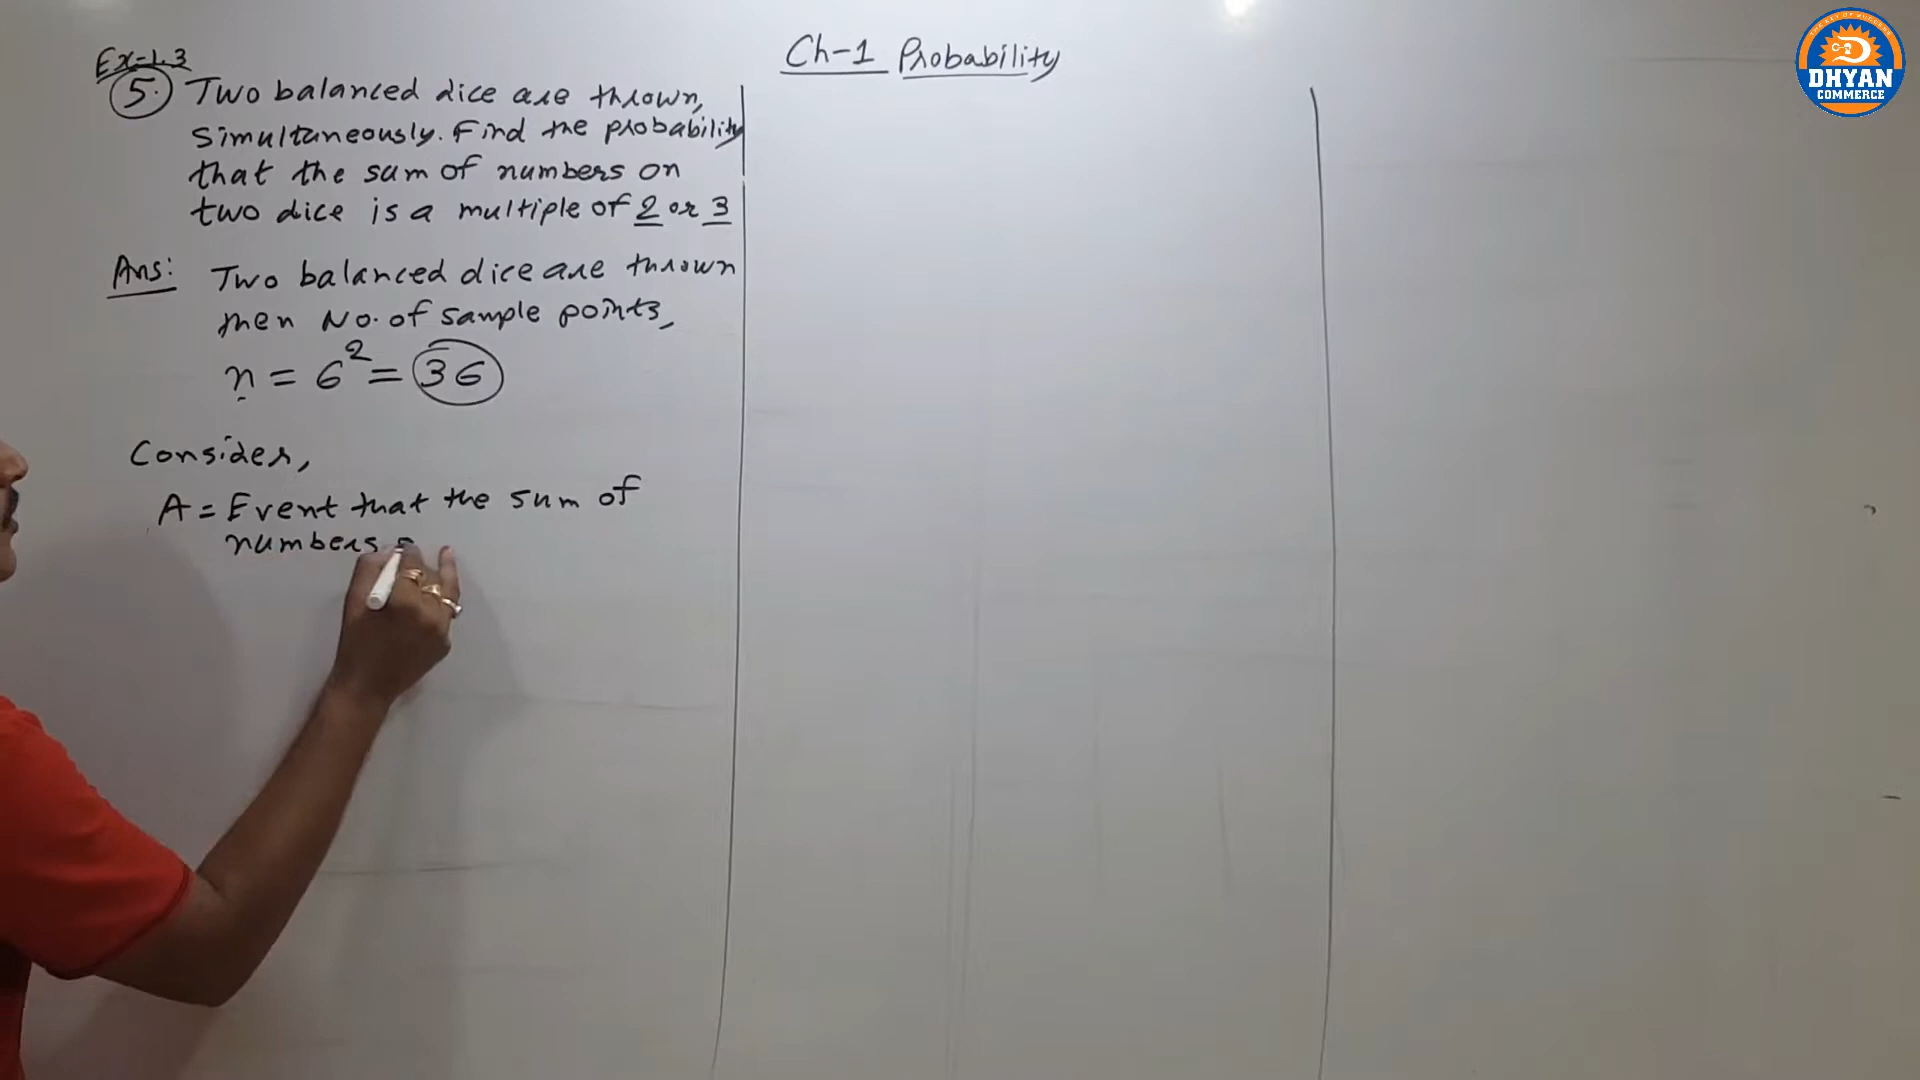 Ex-1.3
Ch-1 Probability
5. Two balanced dice are thrown,
simultaneously. Find the probability
that the sum of numbers on
two dice is a multiple of 2 or 3
Ans: Two balanced dice are thrown
then No. of sample points,
n = 6² = 36
Consider,
A = Event that the sum of
numbers
DHYAN
COMMERCE